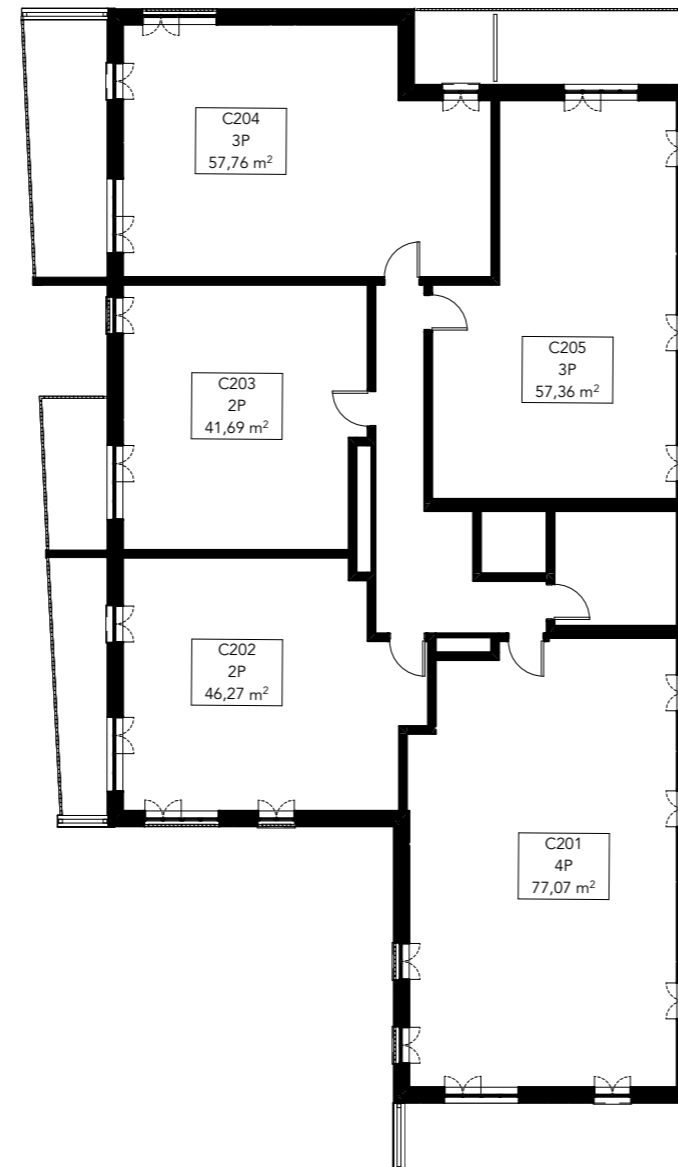 C204
3P
57,76 m²
C205
3P
57,36 m²
C203
2P
41,69 m²
C202
2P
46,27 m²
C201
4P
77,07 m²